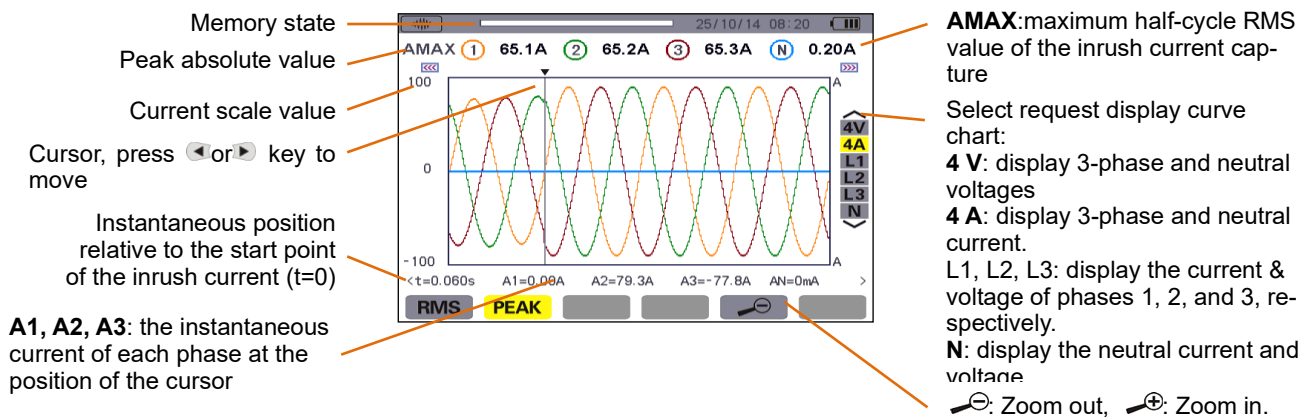 Memory state
Peak absolute value
Current scale value
Cursor, press or key to
move
Instantaneous position
relative to the start point
of the inrush current (t=0)
A1, A2, A3: the instantaneous
current of each phase at the
position of the cursor
25/10/14 08:20
AMAX 1 65.1A 2 65.2A 3 65.3A N 0.20A
<<< >>>
100 A
0
-100 A
4V
4A
L1
L2
L3
N
<t=0.060s A1=0.00A A2=79.3A A3=-77.8A AN=0mA >
RMS PEAK
AMAX:maximum half-cycle RMS
value of the inrush current cap-
ture
Select request display curve
chart:
4 V: display 3-phase and neutral
voltages
4 A: display 3-phase and neutral
current.
L1, L2, L3: display the current &
voltage of phases 1, 2, and 3, re-
spectively.
N: display the neutral current and
voltage
: Zoom out, : Zoom in.